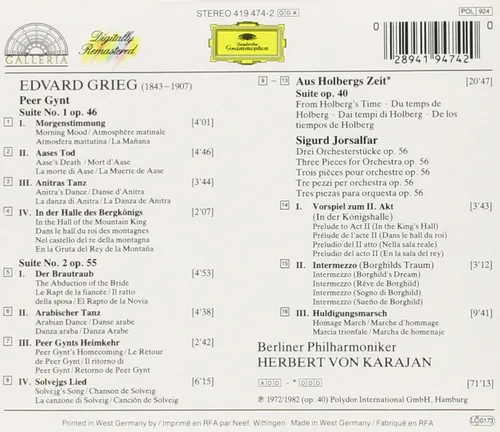 STEREO 419 474-2 GGA
POL 924
GALLERIA
Digitally
Remastered
Deutsche
Grammophon
0 28941 94742 0
EDVARD GRIEG (1843–1907)
Peer Gynt
Suite No. 1 op. 46
1 I. Morgenstimmung [4'01]
Morning Mood / Atmosphère matinale
Atmosfera mattutina / La Mañana
2 II. Aases Tod [4'46]
Aase's Death / Mort d'Aase
La morte di Aase / La Muerte de Aase
3 III. Anitras Tanz [3'44]
Anitra's Dance / Danse d'Anitra
La danza di Anitra / La Danza de Anitra
4 IV. In der Halle des Bergkönigs [2'07]
In the Hall of the Mountain King
Dans le hall du roi des montagnes
Nel castello del re della montagna
En la Gruta del Rey de la Montaña
Suite No. 2 op. 55
5 I. Der Brautraub [4'53]
The Abduction of the Bride
Le Rapt de la fiancée / Il ratto
della sposa / El Rapto de la Novia
6 II. Arabischer Tanz [4'38]
Arabian Dance / Danse arabe
Danza araba / Danza Arabe
7 III. Peer Gynts Heimkehr [2'42]
Peer Gynt's Homecoming / Le Retour
de Peer Gynt / Il ritorno di
Peer Gynt / Retorno de Peer Gynt
8 IV. Solvejgs Lied [6'15]
Solvejg's Song / Chanson de Solveig
La canzone di Solveig / Canción de Solveig
9 – 13 Aus Holbergs Zeit* [20'47]
Suite op. 40
From Holberg's Time · Du temps de
Holberg · Dai tempi di Holberg · De los
tiempos de Holberg
Sigurd Jorsalfar
Drei Orchesterstücke op. 56
Three Pieces for Orchestra op. 56
Trois pièces pour orchestre op. 56
Tre pezzi per orchestra op. 56
Tres piezas para orquesta op. 56
14 I. Vorspiel zum II. Akt [3'43]
(In der Königshalle)
Prelude to Act II (In the King's Hall)
Prélude de l'acte II (Dans le hall du roi)
Preludio del II atto (Nella sala reale)
Preludio del acto II (En la sala del rey)
15 II. Intermezzo (Borghilds Traum) [3'12]
Intermezzo (Borghild's Dream)
Intermezzo (Rêve de Borghild)
Intermezzo (Sogno di Borghild)
Intermezzo (Sueño de Borghild)
16 III. Huldigungsmarsch [9'41]
Homage March / Marche d'hommage
Marcia trionfale / Marcha de homenaje
Berliner Philharmoniker
HERBERT VON KARAJAN
ADD · * DDD [71'13]
℗ 1972/1982 (op. 40) Polydor International GmbH, Hamburg
Printed in West Germany by / Imprimé en RFA par Neef, Wittingen · Made in West Germany / Fabriqué en RFA
LC 0173